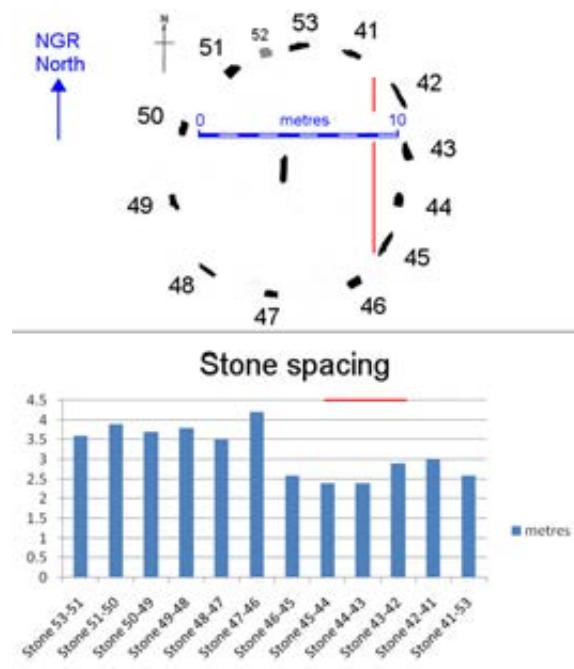 NGR
North
N
51
52
53
41
42
50
0 metres 10
43
49
44
45
48
46
47
Stone spacing
4.5
4
3.5
3
2.5
2
1.5
1
0.5
0
metres
Stone 53-51
Stone 51-50
Stone 50-49
Stone 49-48
Stone 48-47
Stone 47-46
Stone 46-45
Stone 45-44
Stone 44-43
Stone 43-42
Stone 42-41
Stone 41-53